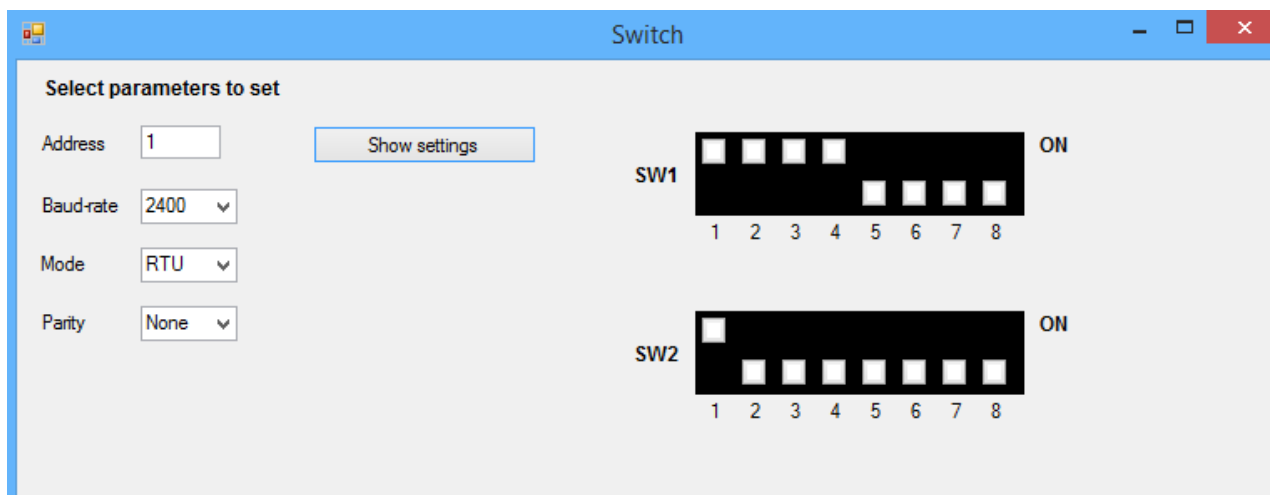 Switch
Select parameters to set
Address 1 Show settings
Baud-rate 2400
Mode RTU
Parity None
SW1 ON
1 2 3 4 5 6 7 8
SW2 ON
1 2 3 4 5 6 7 8